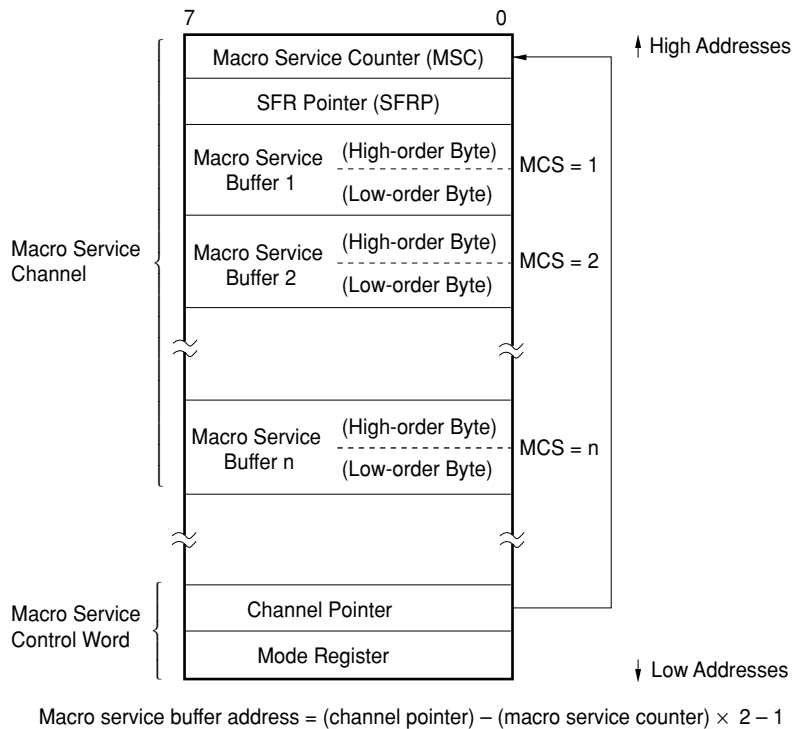 7 0
Macro Service Counter (MSC)
High Addresses
SFR Pointer (SFRP)
Macro Service
Buffer 1
(High-order Byte)
(Low-order Byte)
MCS = 1
Macro Service
Channel
Macro Service
Buffer 2
(High-order Byte)
(Low-order Byte)
MCS = 2
Macro Service
Buffer n
(High-order Byte)
(Low-order Byte)
MCS = n
Macro Service
Control Word
Channel Pointer
Mode Register
Low Addresses
Macro service buffer address = (channel pointer) – (macro service counter) × 2 – 1